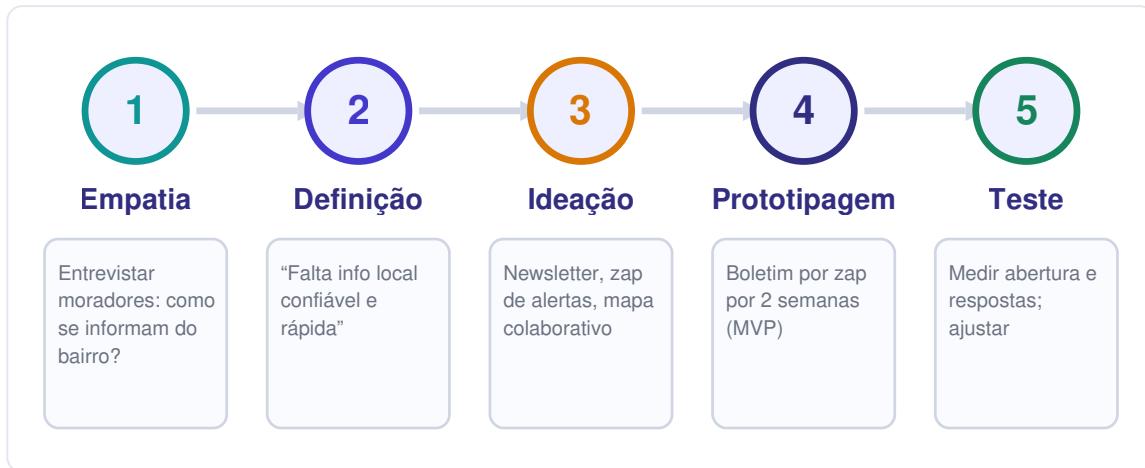 1
2
3
4
5
Empatia
Definição
Ideação
Prototipagem
Teste
Entrevistar
moradores: como
se informam do
bairro?
“Falta info local
confiável e
rápida”
Newsletter, zap
de alertas, mapa
colaborativo
Boletim por zap
por 2 semanas
(MVP)
Medir abertura e
respostas;
ajustar